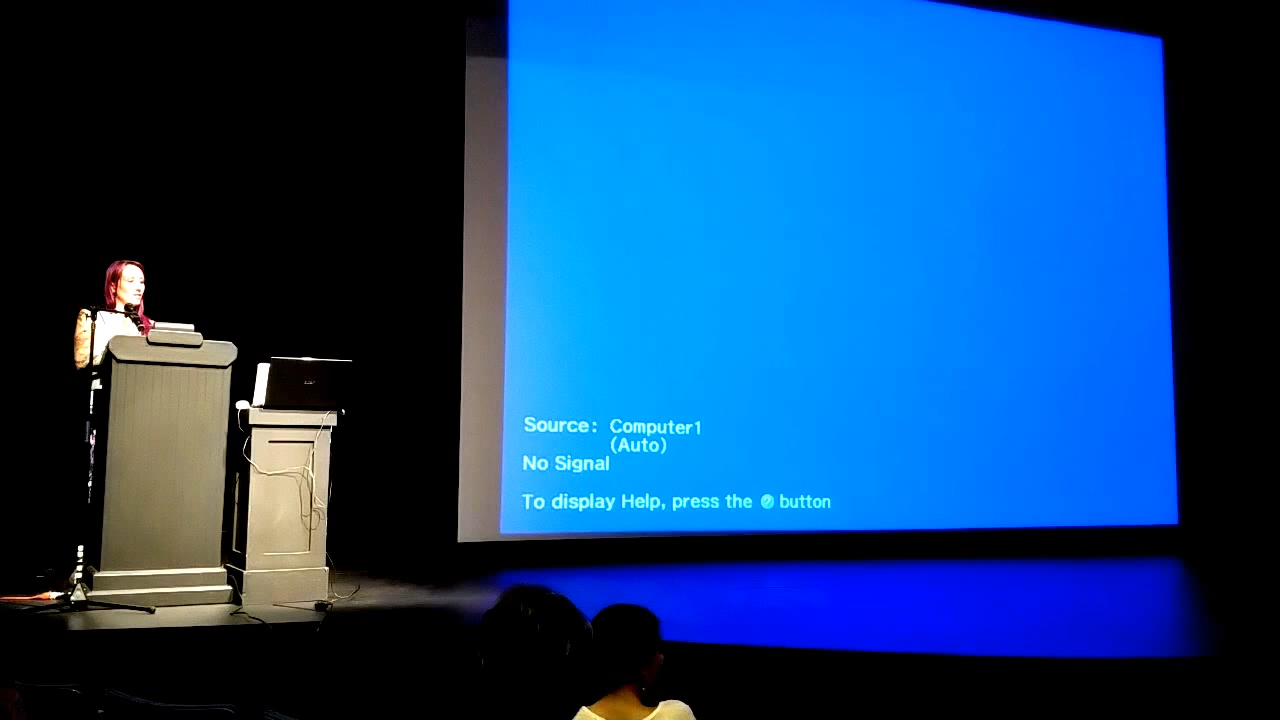 Source: Computer1
(Auto)
No Signal
To display Help, press the ? button